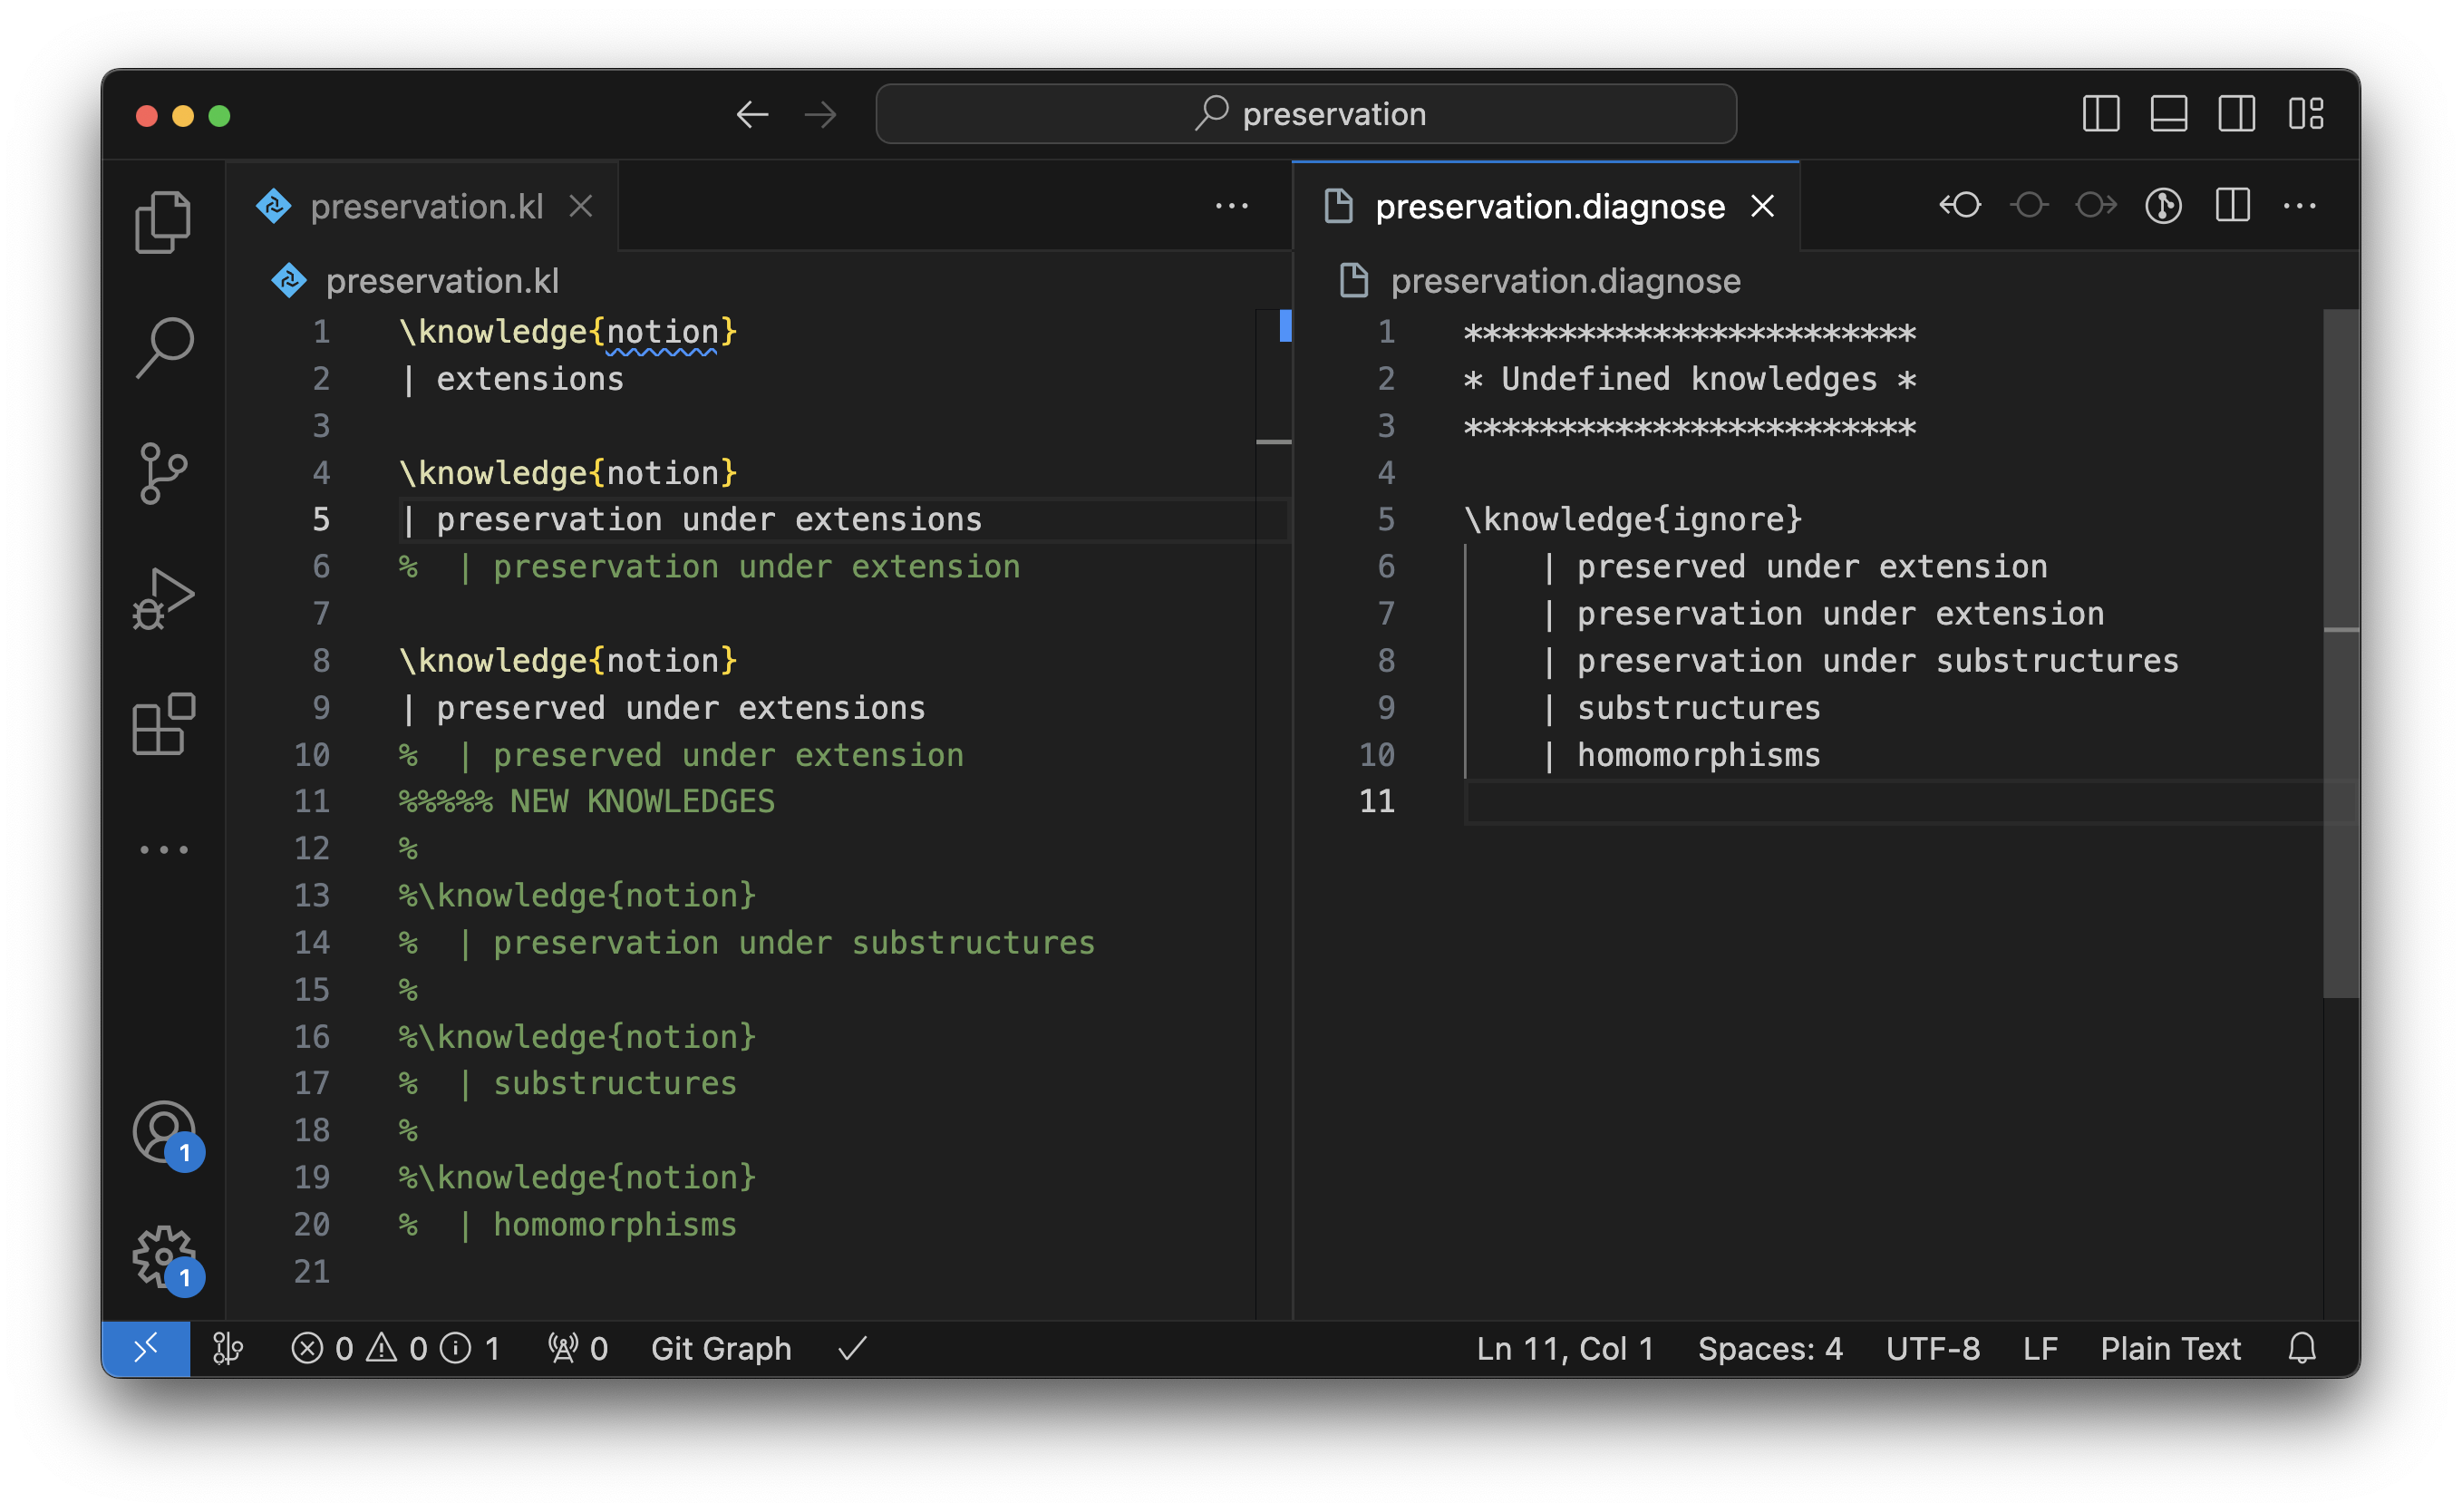 preservation
preservation.kl
preservation.diagnose
preservation.kl
1 \knowledge{notion}
2 | extensions
3
4 \knowledge{notion}
5 | preservation under extensions
6 %  | preservation under extension
7
8 \knowledge{notion}
9 | preserved under extensions
10 %  | preserved under extension
11 %%%%% NEW KNOWLEDGES
12 %
13 %\knowledge{notion}
14 %  | preservation under substructures
15 %
16 %\knowledge{notion}
17 %  | substructures
18 %
19 %\knowledge{notion}
20 %  | homomorphisms
21
preservation.diagnose
1 ************************
2 * Undefined knowledges *
3 ************************
4
5 \knowledge{ignore}
6     | preserved under extension
7     | preservation under extension
8     | preservation under substructures
9     | substructures
10     | homomorphisms
11
1
1
0 0 1 0 Git Graph Ln 11, Col 1 Spaces: 4 UTF-8 LF Plain Text